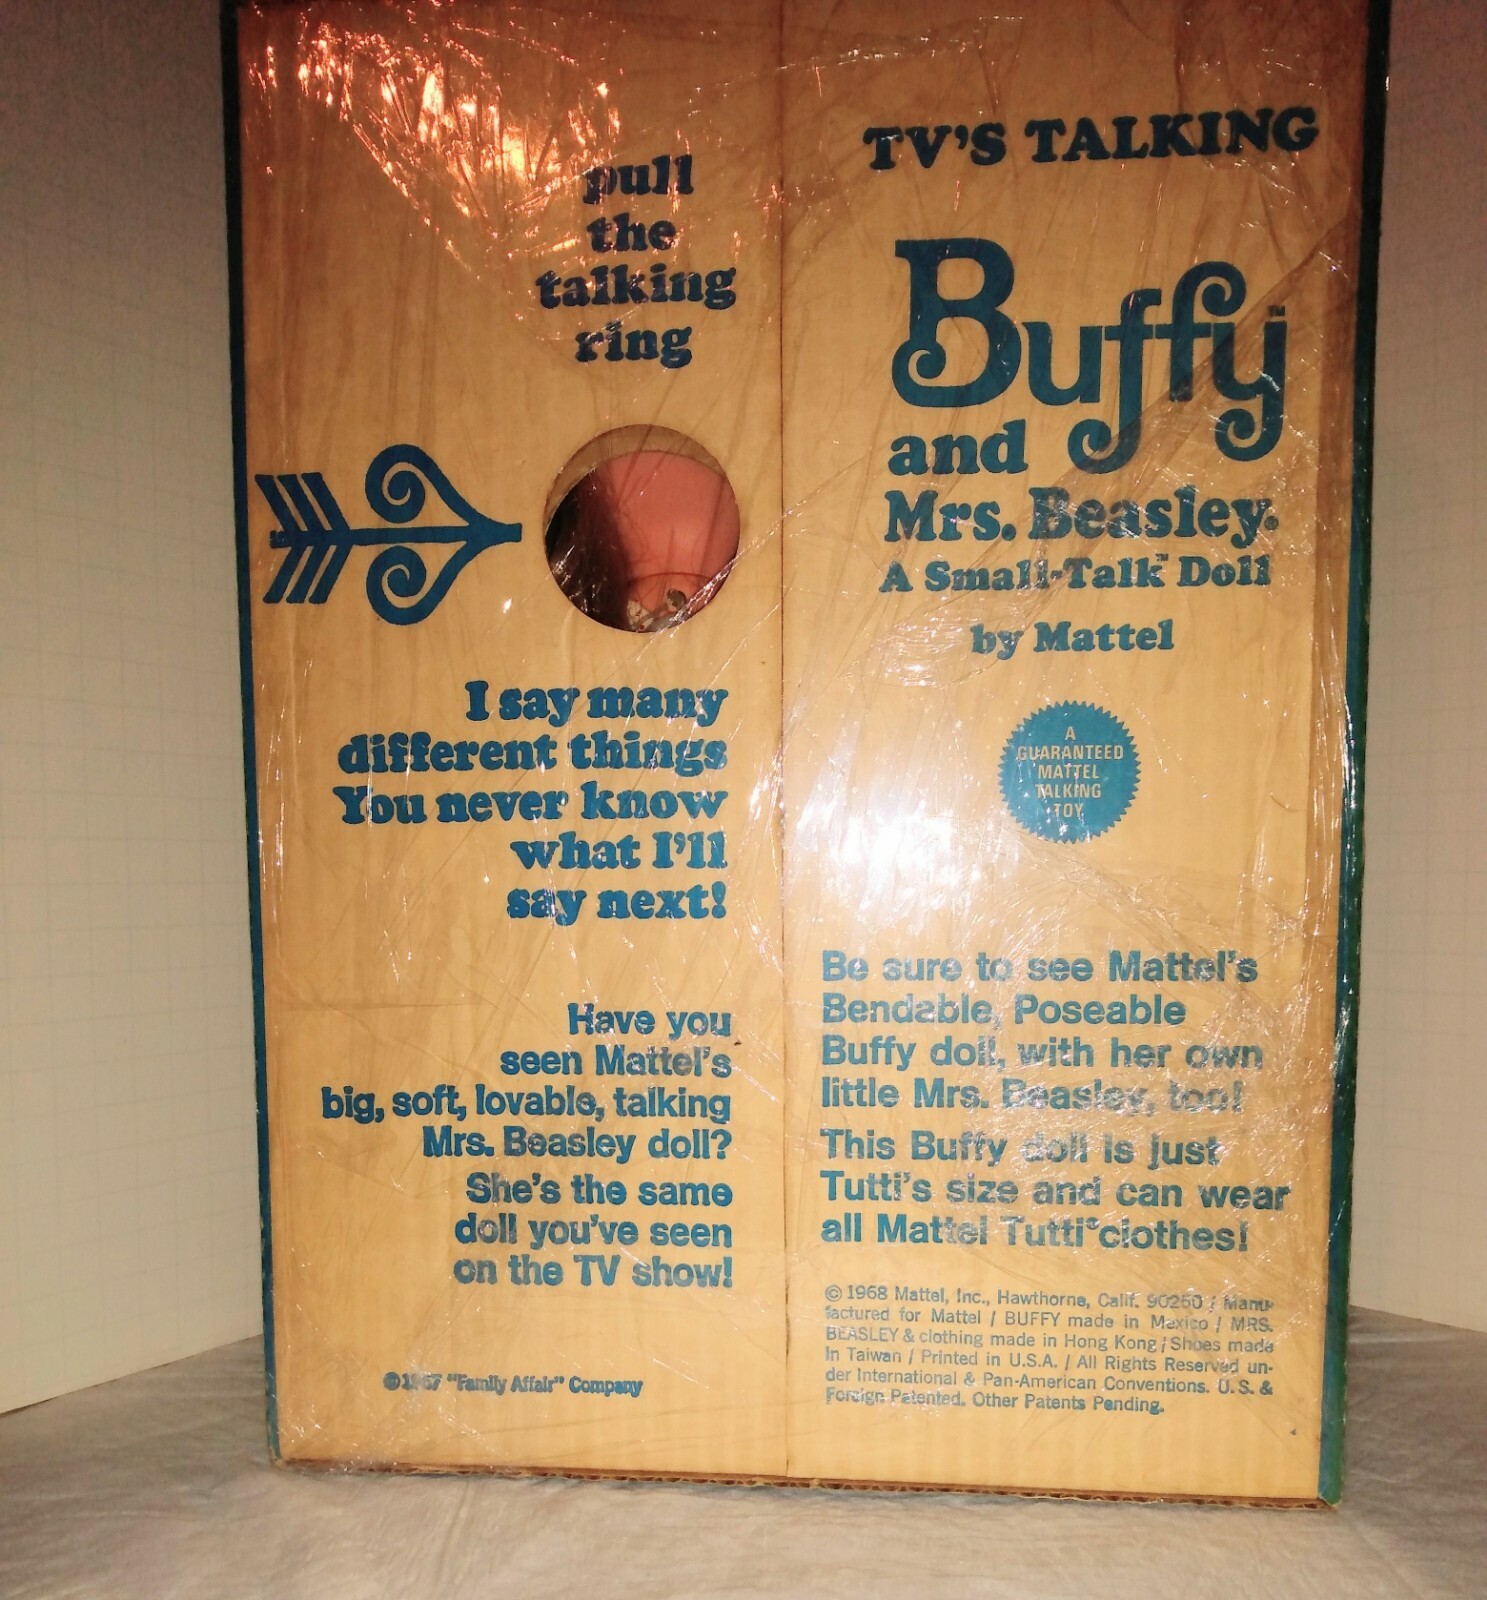 pull
the
talking
ring
I say many
different things
You never know
what I'll
say next!
Have you
seen Mattel's
big, soft, lovable, talking
Mrs. Beasley doll?
She's the same
doll you've seen
on the TV show!
©1967 "Family Affair" Company
TV'S TALKING
Buffy™
and
Mrs. Beasley®
A Small-Talk™ Doll
by Mattel
A
GUARANTEED
MATTEL
TALKING
TOY
Be sure to see Mattel's
Bendable, Poseable
Buffy doll, with her own
little Mrs. Beasley, too!
This Buffy doll is just
Tutti's size and can wear
all Mattel Tutti® clothes!
© 1968 Mattel, Inc., Hawthorne, Calif. 90250 / Manu-
factured for Mattel / BUFFY made in Mexico / MRS.
BEASLEY & clothing made in Hong Kong / Shoes made
in Taiwan / Printed in U.S.A. / All Rights Reserved un-
der International & Pan-American Conventions. U.S. &
Foreign Patented. Other Patents Pending.